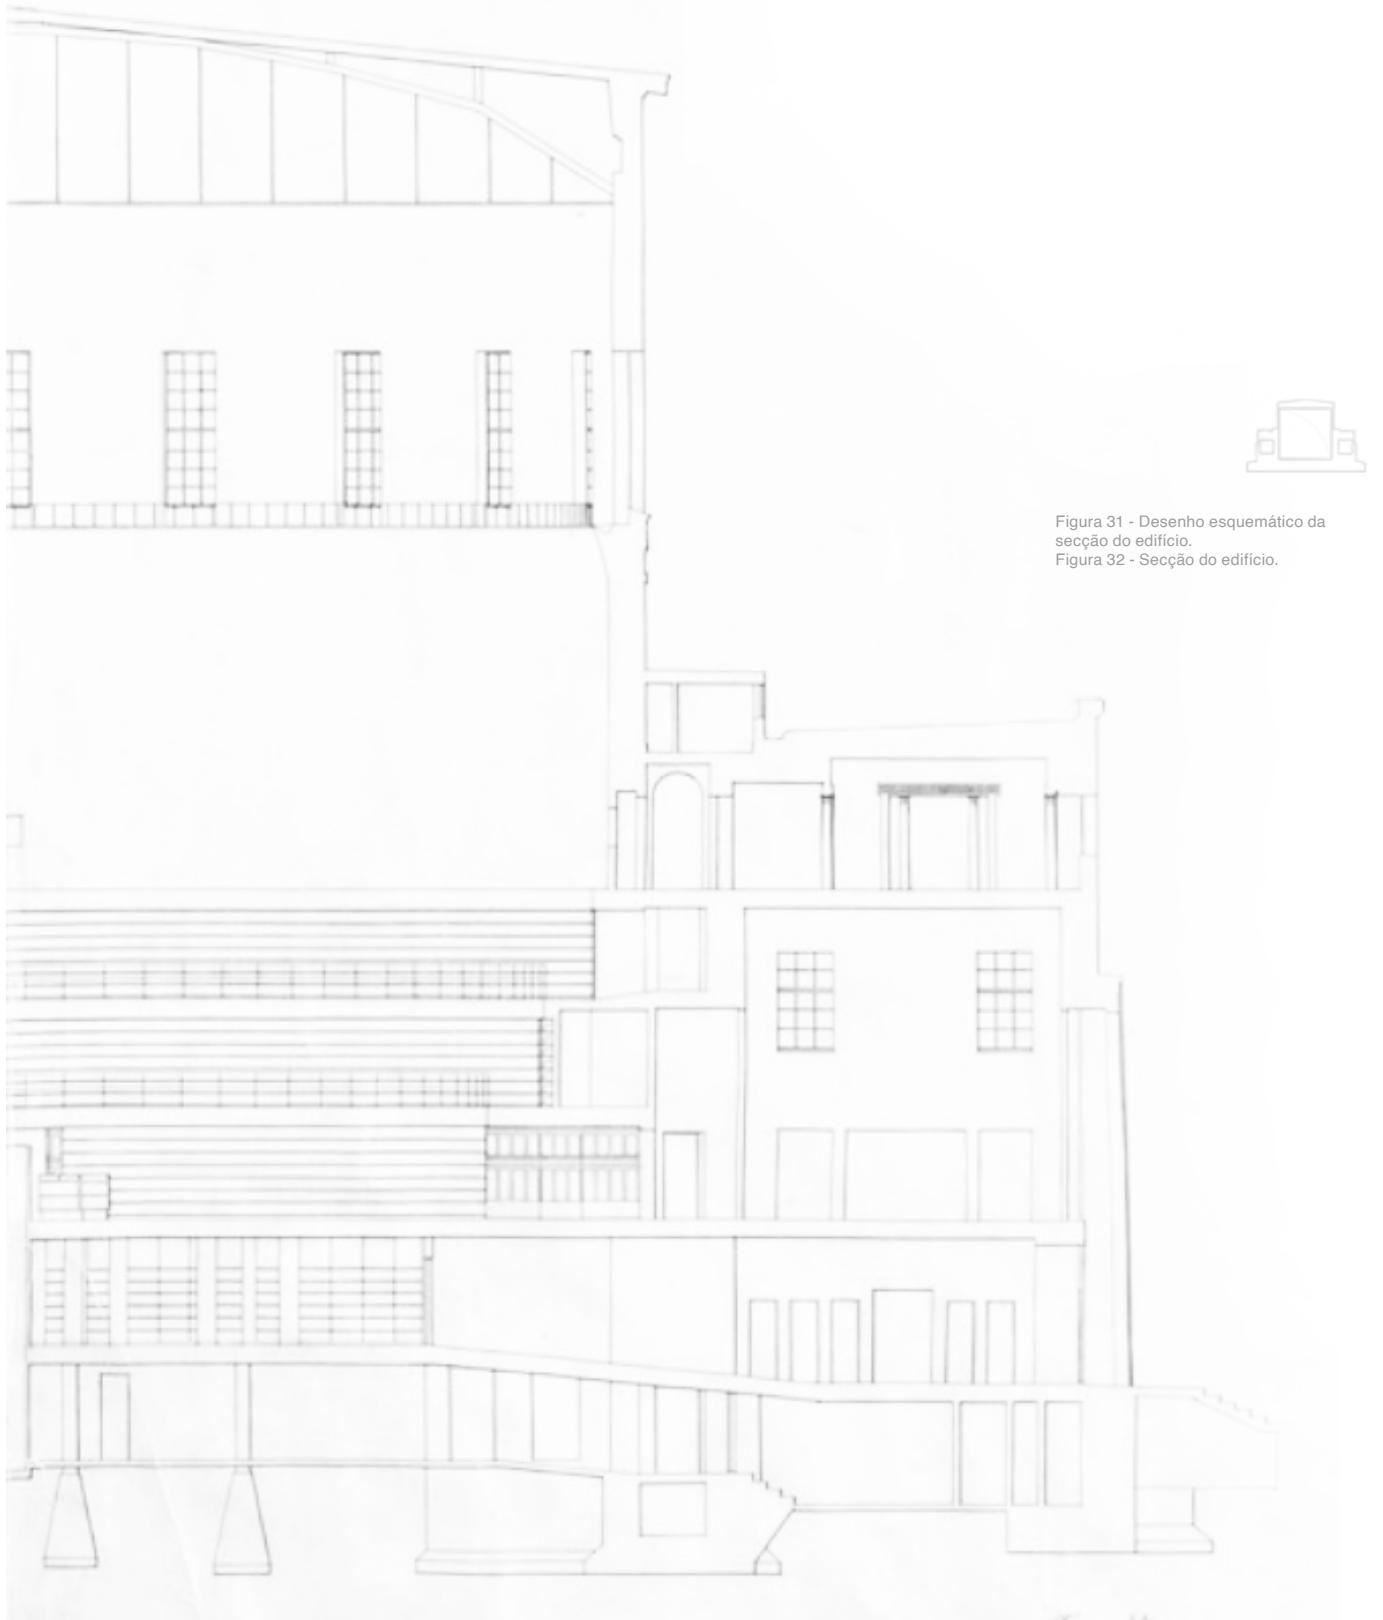 Figura 31 - Desenho esquemático da
secção do edifício.
Figura 32 - Secção do edifício.